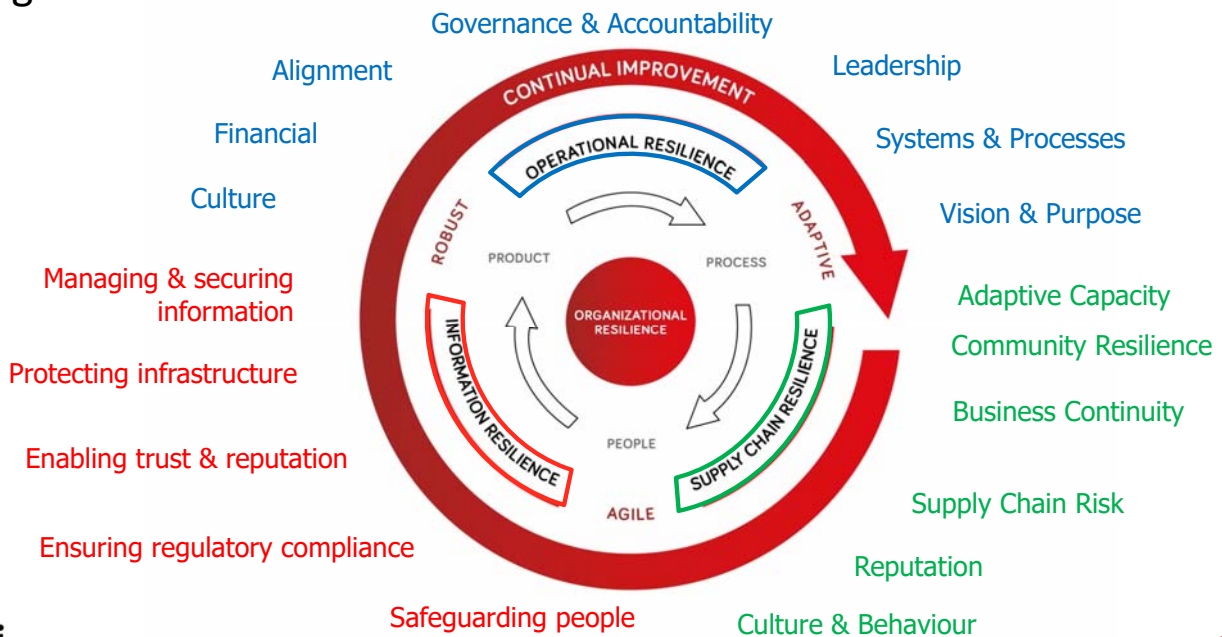 g
Governance & Accountability
Alignment
Leadership
CONTINUAL IMPROVEMENT
Financial
Systems & Processes
OPERATIONAL RESILIENCE
Culture
Vision & Purpose
ROBUST
ADAPTIVE
PRODUCT
PROCESS
Managing & securing
information
Adaptive Capacity
ORGANIZATIONAL
RESILIENCE
Community Resilience
Protecting infrastructure
INFORMATION RESILIENCE
SUPPLY CHAIN RESILIENCE
Business Continuity
PEOPLE
Enabling trust & reputation
AGILE
Supply Chain Risk
Ensuring regulatory compliance
Reputation
Safeguarding people
Culture & Behaviour